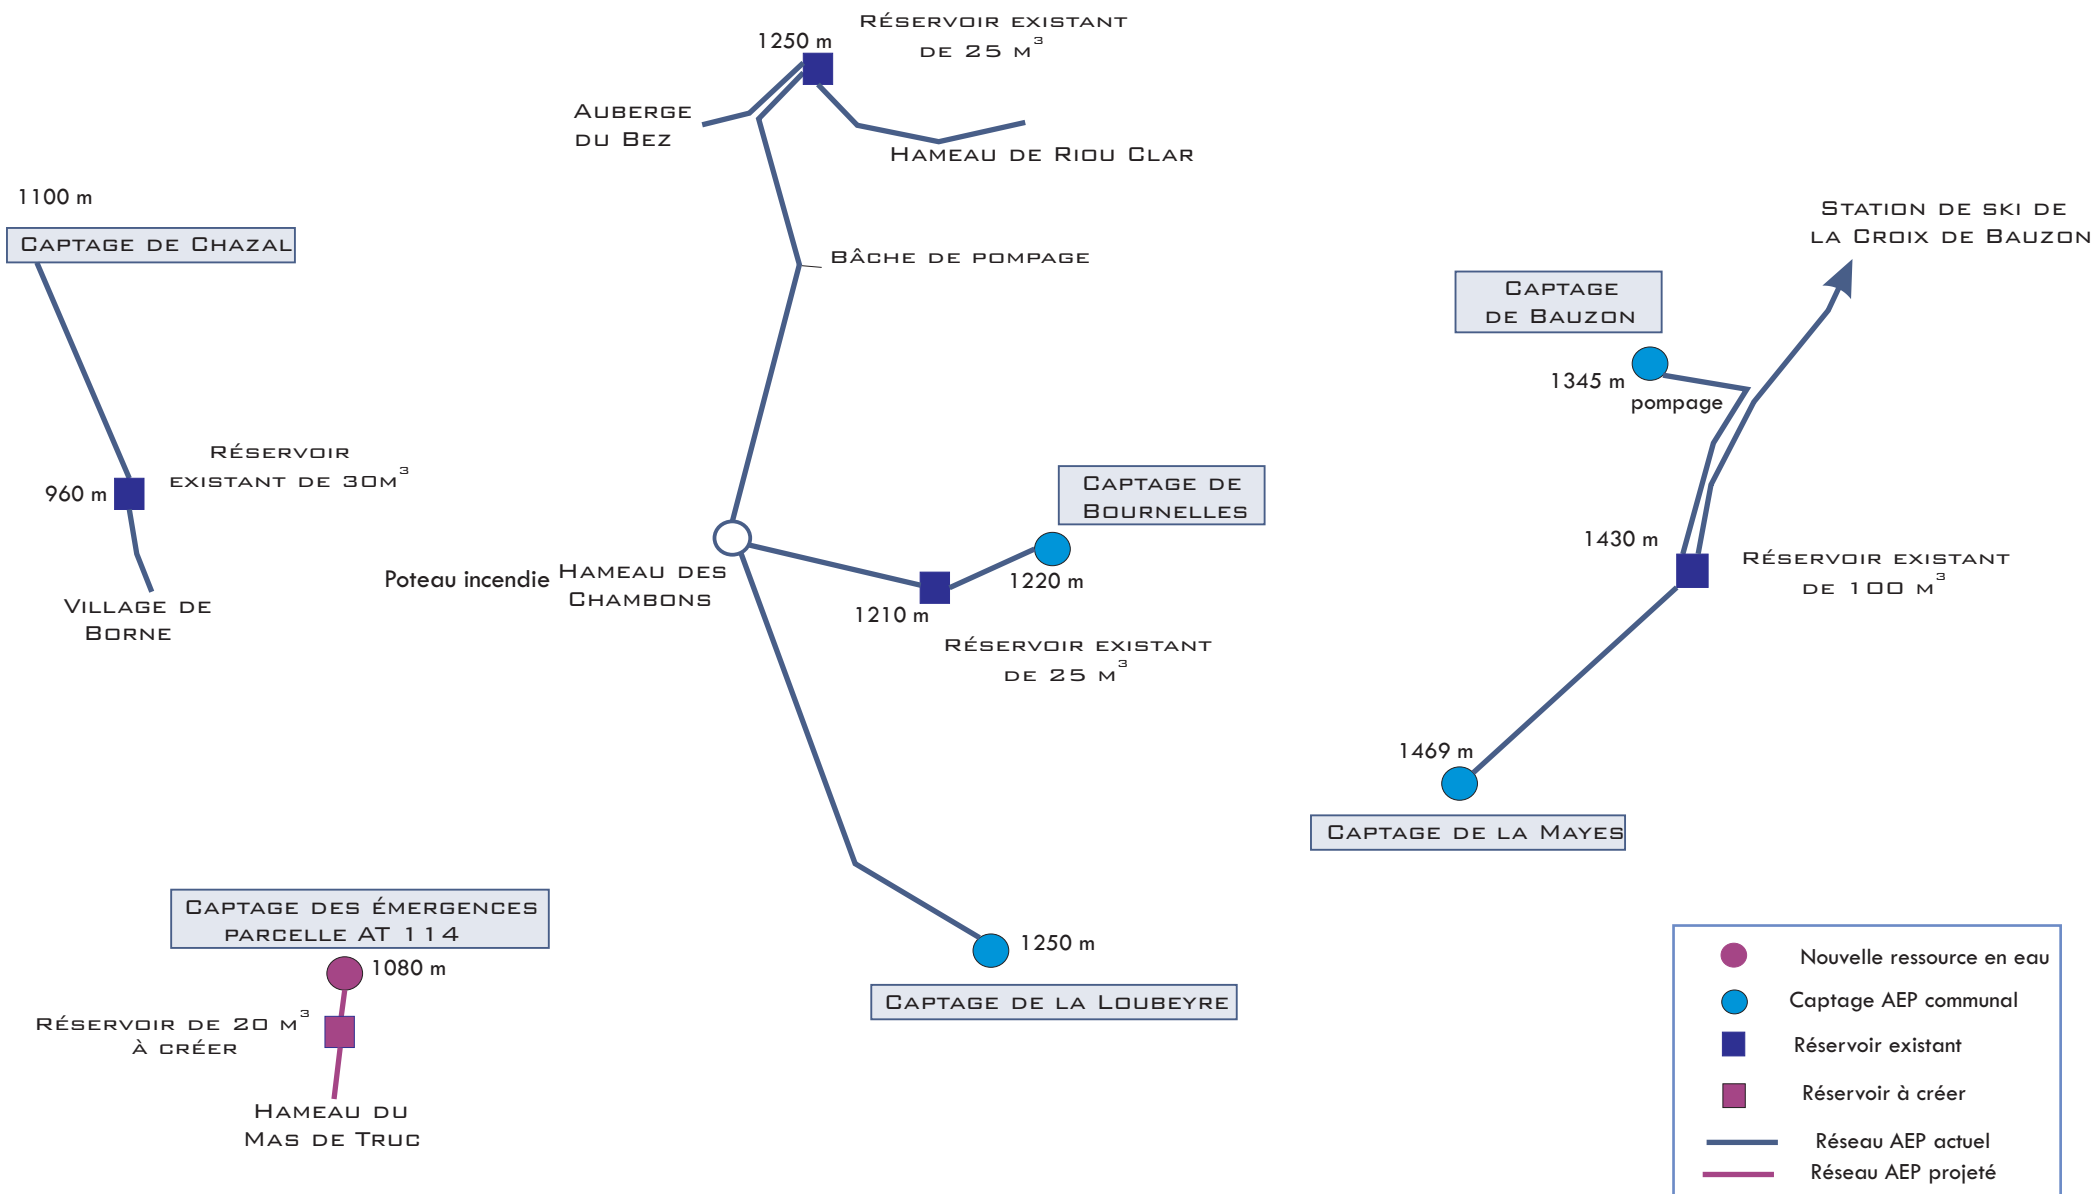 1100 m
CAPTAGE DE CHAZAL
960 m
RÉSERVOIR
EXISTANT DE 30M³
VILLAGE DE
BORNE
1250 m
RÉSERVOIR EXISTANT
DE 25 M³
AUBERGE
DU BEZ
HAMEAU DE RIOU CLAR
BÂCHE DE POMPAGE
Poteau incendie
HAMEAU DES
CHAMBONS
CAPTAGE DE
BOURNELLES
1220 m
1210 m
RÉSERVOIR EXISTANT
DE 25 M³
1250 m
CAPTAGE DE LA LOUBEYRE
STATION DE SKI DE
LA CROIX DE BAUZON
CAPTAGE
DE BAUZON
1345 m
pompage
1430 m
RÉSERVOIR EXISTANT
DE 100 M³
1469 m
CAPTAGE DE LA MAYES
CAPTAGE DES ÉMERGENCES
PARCELLE AT 114
1080 m
RÉSERVOIR DE 20 M³
À CRÉER
HAMEAU DU
MAS DE TRUC
Nouvelle ressource en eau
Captage AEP communal
Réservoir existant
Réservoir à créer
Réseau AEP actuel
Réseau AEP projeté